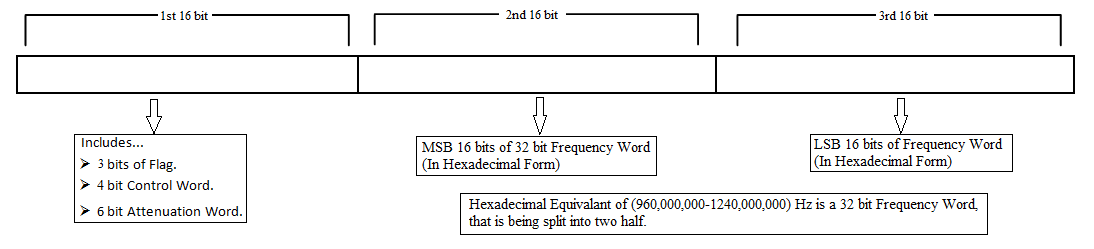 1st 16 bit
2nd 16 bit
3rd 16 bit
Includes...
➢ 3 bits of Flag.
➢ 4 bit Control Word.
➢ 6 bit Attenuation Word.
MSB 16 bits of 32 bit Frequency Word
(In Hexadecimal Form)
LSB 16 bits of Frequency Word
(In Hexadecimal Form)
Hexadecimal Equivalant of (960,000,000-1240,000,000) Hz is a 32 bit Frequency Word,
that is being split into two half.